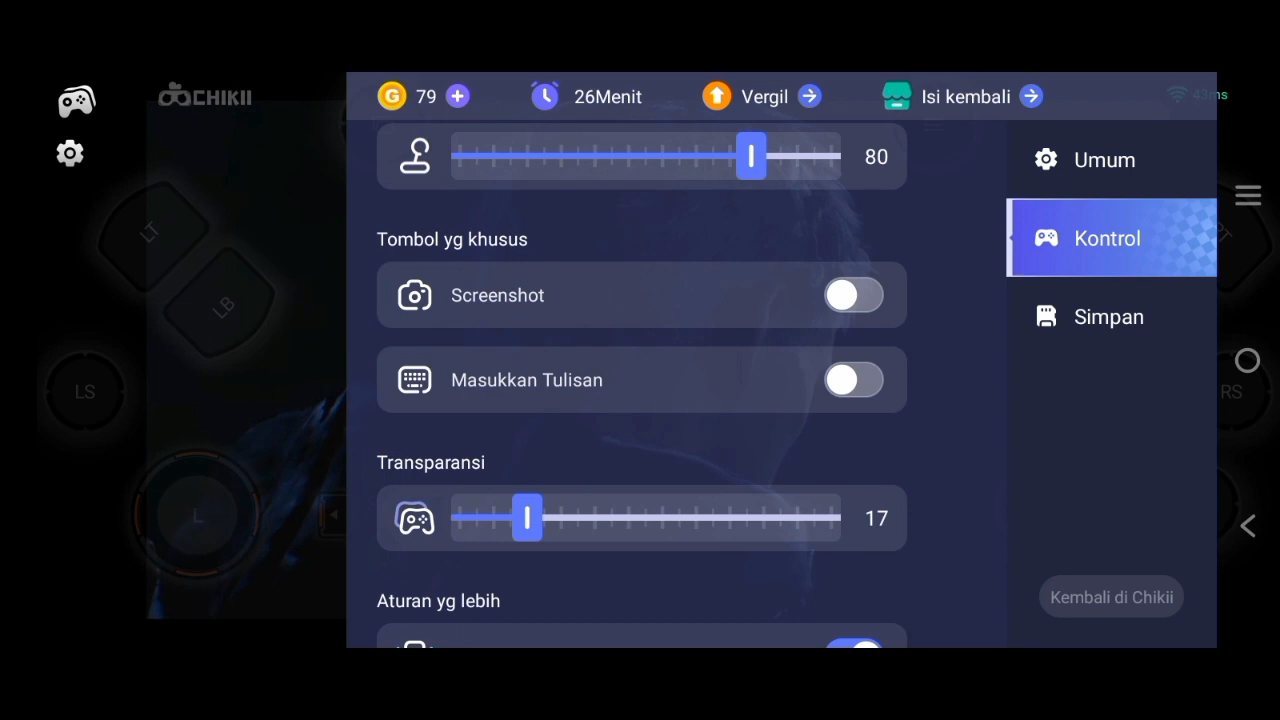 CHIKII
79
26Menit
Vergil
Isi kembali
43ms
80
Umum
Tombol yg khusus
Kontrol
Screenshot
Simpan
Masukkan Tulisan
Transparansi
17
Aturan yg lebih
Kembali di Chikii
LT
LB
LS
L
RS